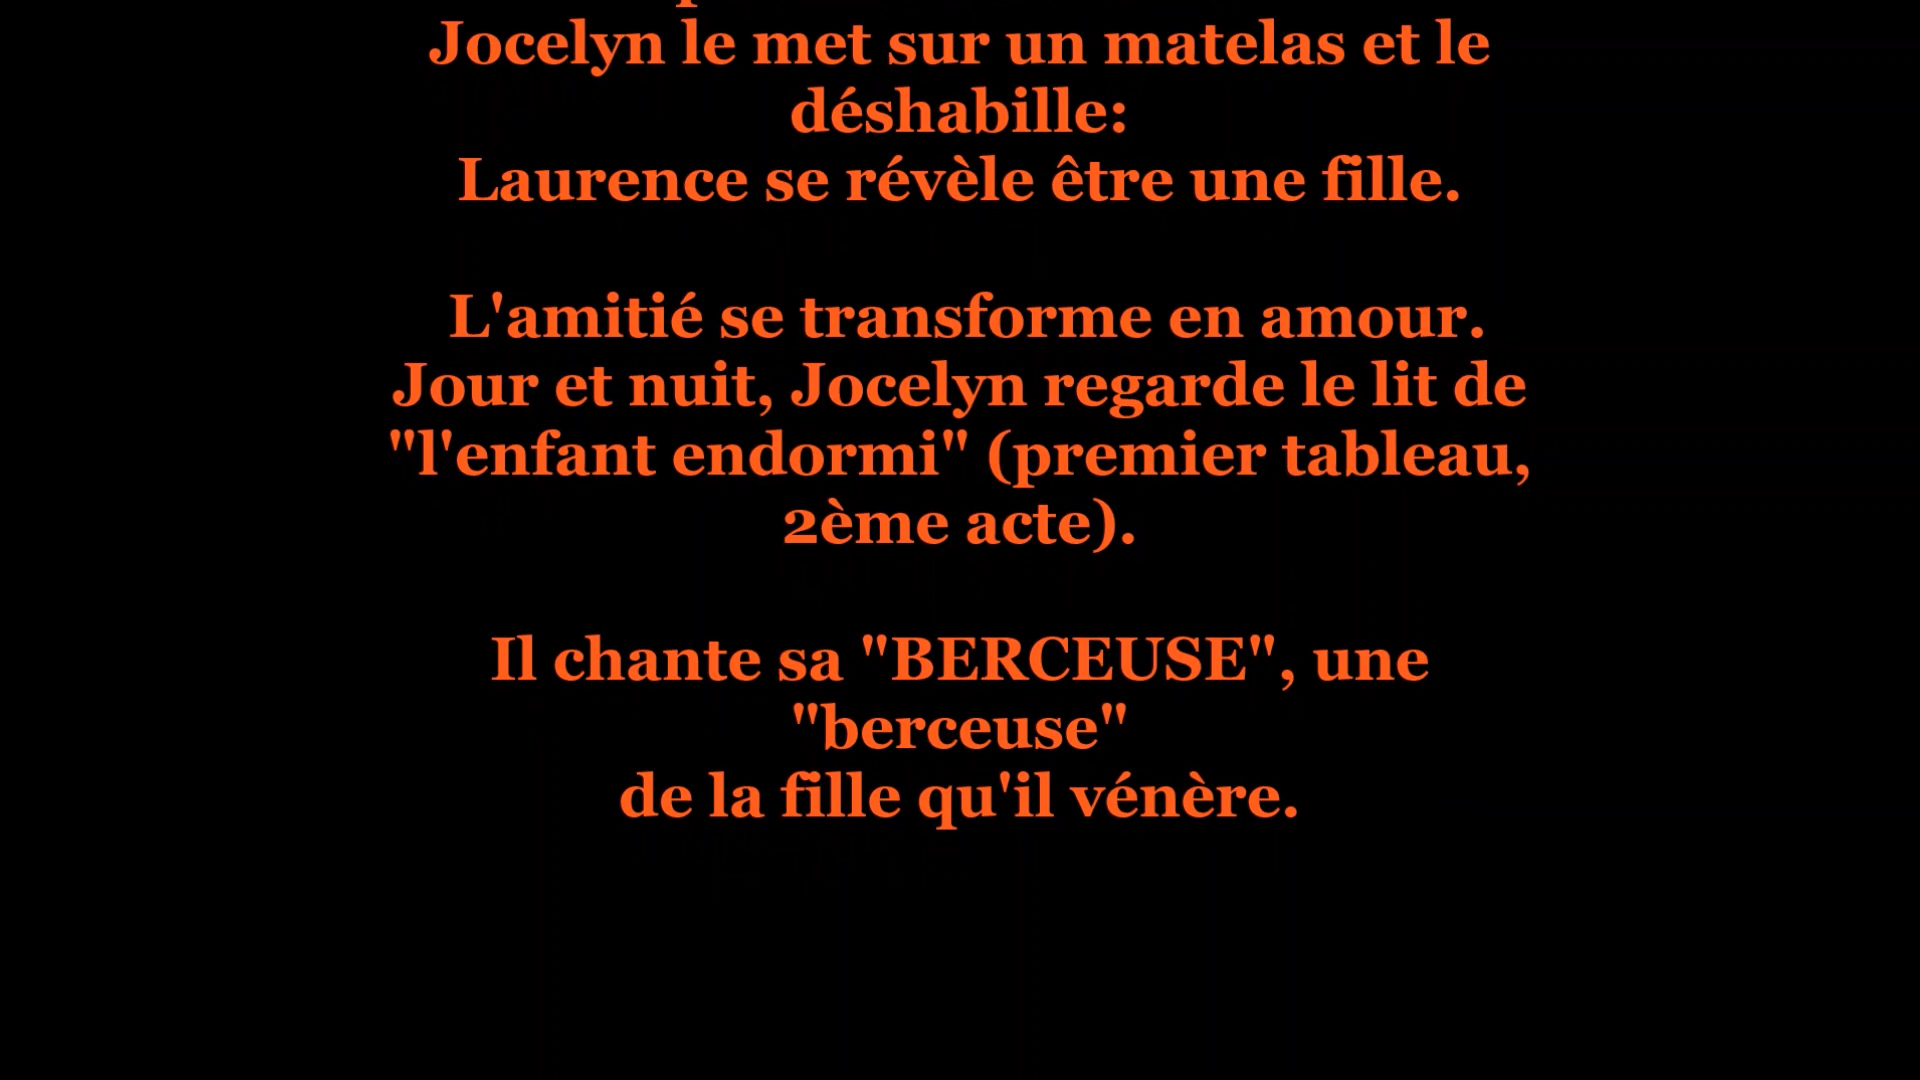 Jocelyn le met sur un matelas et le
déshabille:
Laurence se révèle être une fille.
L'amitié se transforme en amour.
Jour et nuit, Jocelyn regarde le lit de
"l'enfant endormi" (premier tableau,
2ème acte).
Il chante sa "BERCEUSE", une
"berceuse"
de la fille qu'il vénère.